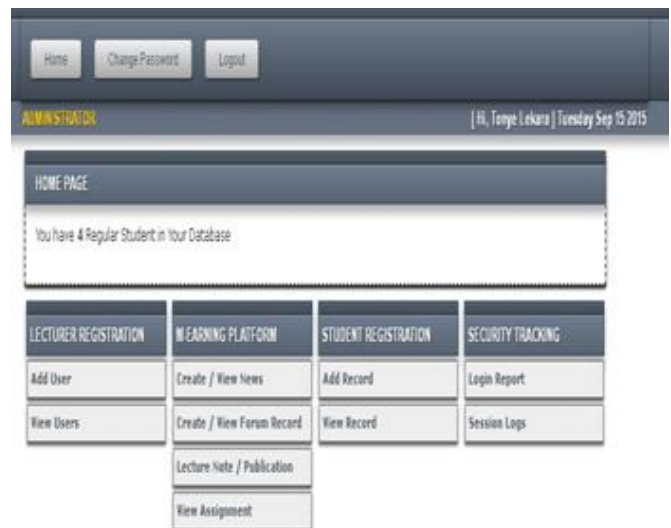 Home Change Password Logout
ADMINISTRATOR | Hi, Tonye Lekara | Tuesday Sep 15 2015
HOME PAGE
You have 4 Regular Student in Your Database
LECTURER REGISTRATION M-EARNING PLATFORM STUDENT REGISTRATION SECURITY TRACKING
Add User Create / View News Add Record Login Report
View Users Create / View Forum Record View Record Session Logs
Lecture Note / Publication
View Assignment